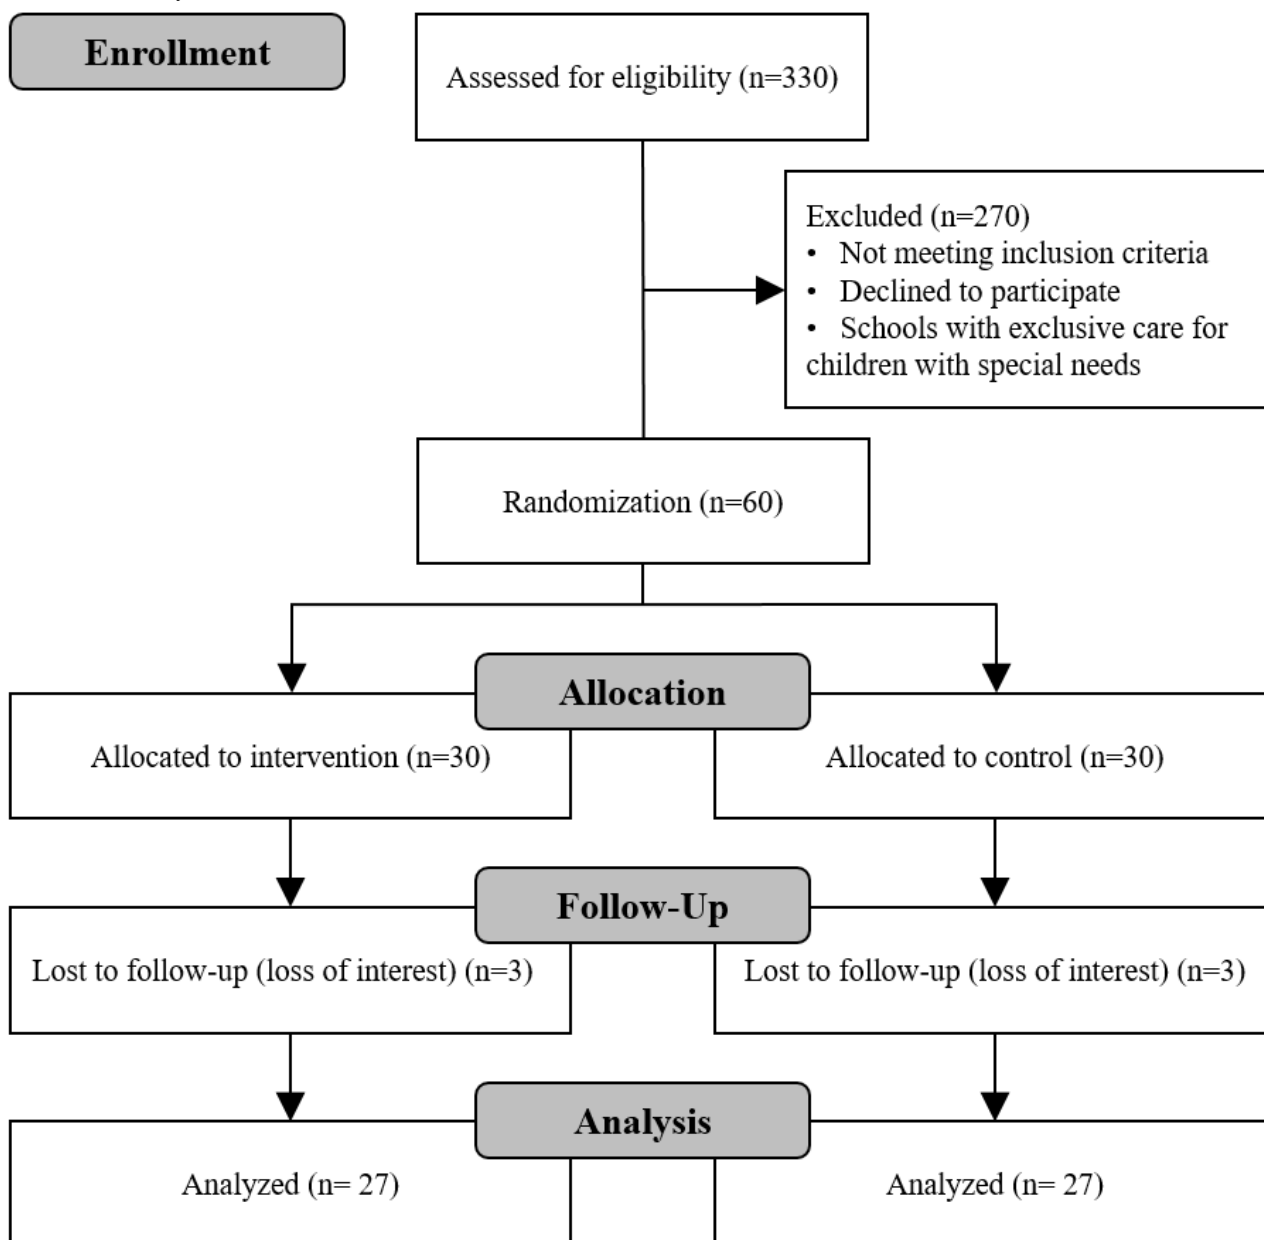 Enrollment
Assessed for eligibility (n=330)
Excluded (n=270)
• Not meeting inclusion criteria
• Declined to participate
• Schools with exclusive care for
children with special needs
Randomization (n=60)
Allocation
Allocated to intervention (n=30)
Allocated to control (n=30)
Follow-Up
Lost to follow-up (loss of interest) (n=3)
Lost to follow-up (loss of interest) (n=3)
Analysis
Analyzed (n= 27)
Analyzed (n= 27)